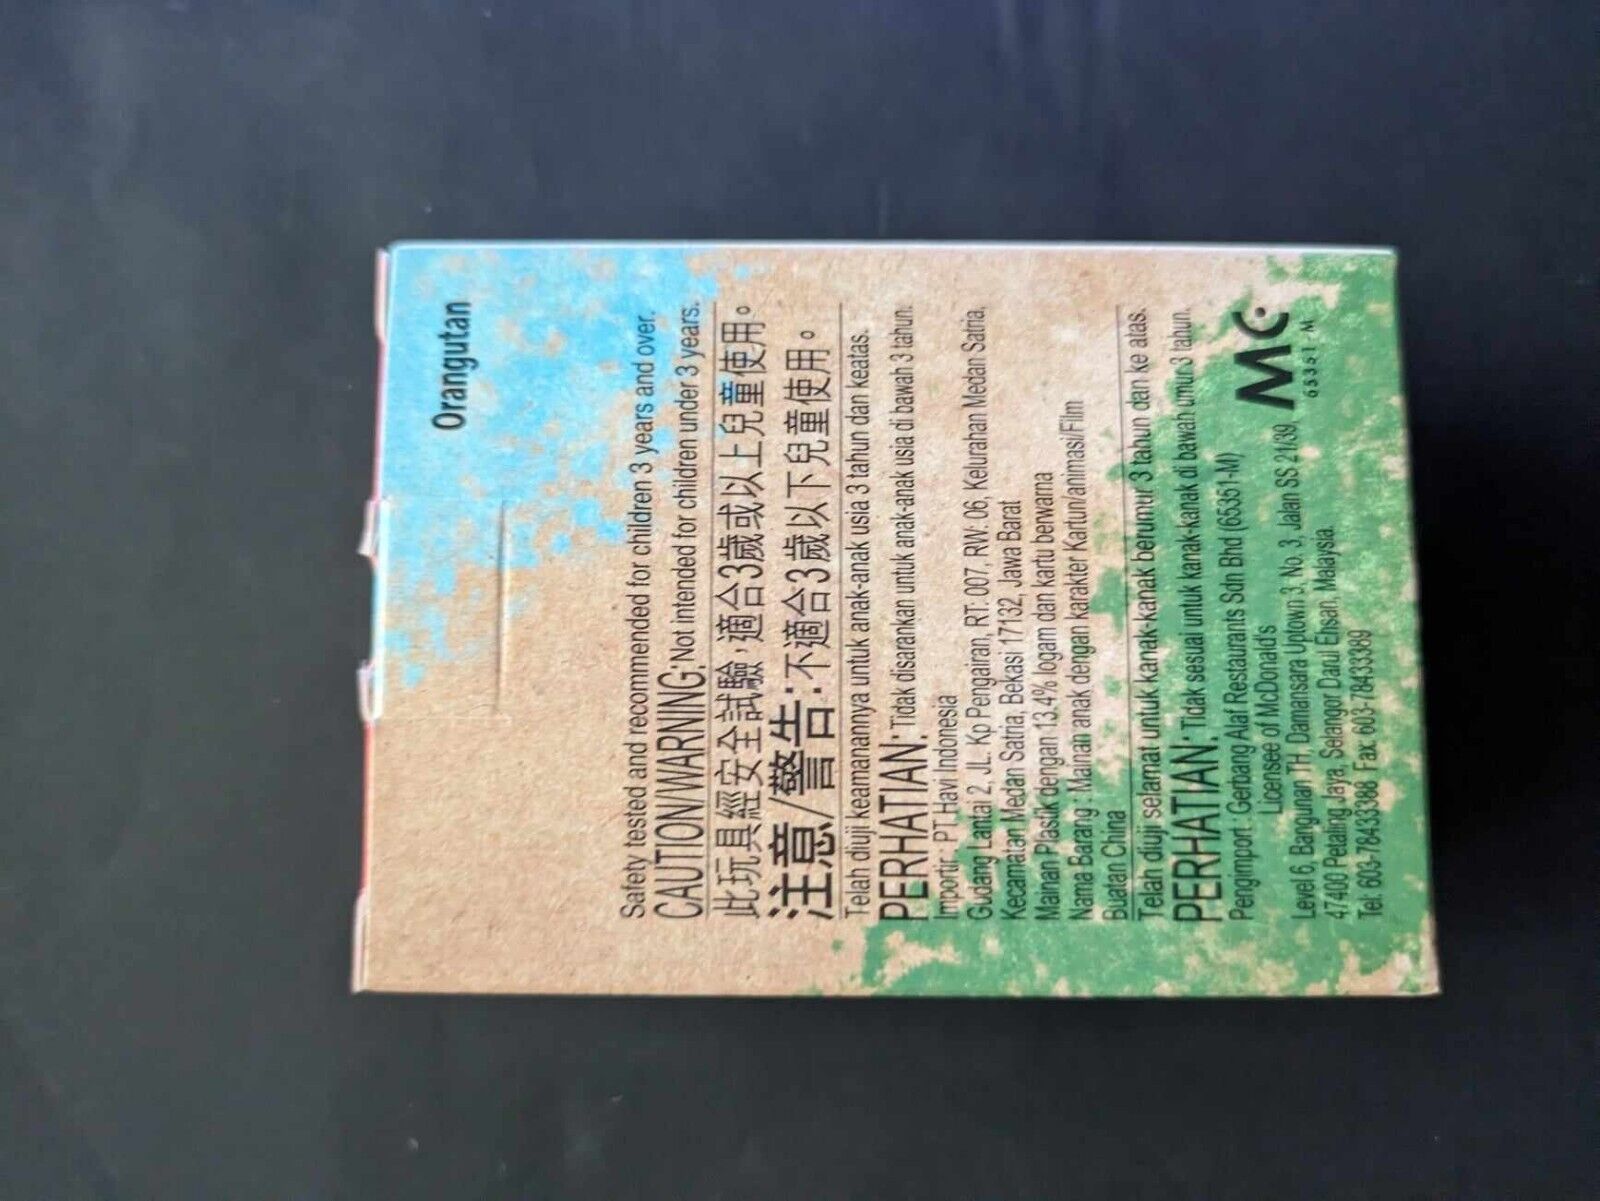 Orangutan
Safety tested and recommended for children 3 years and over.
CAUTION/WARNING: Not intended for children under 3 years.
此玩具經安全試驗，適合3歲或以上兒童使用。
注意/警告：不適合3歲以下兒童使用。
Telah diuji keamanannya untuk anak-anak usia 3 tahun dan keatas.
PERHATIAN: Tidak disarankan untuk anak-anak usia di bawah 3 tahun.
Importir : PT.Havi Indonesia
Gudang Lantai 2, JL. Kp Pengairan, RT. 007, RW. 06, Kelurahan Medan Satria,
Kecamatan Medan Satria, Bekasi 17132, Jawa Barat
Mainan Plastik dengan 13.4% logam dan kartu berwarna
Nama Barang : Mainan anak dengan karakter Kartun/animasi/Film
Buatan China
Telah diuji selamat untuk kanak-kanak berumur 3 tahun dan ke atas.
PERHATIAN: Tidak sesuai untuk kanak-kanak di bawah umur 3 tahun.
Pengimport : Gerbang Alaf Restaurants Sdn Bhd (65351-M)
Licensee of McDonald's
Level 6, Bangunan TH, Damansara Uptown 3, No 3, Jalan SS 21/39,
47400 Petaling Jaya, Selangor Darul Ehsan, Malaysia.
Tel: 603-78433388 Fax: 603-78433389
MC
65351 M